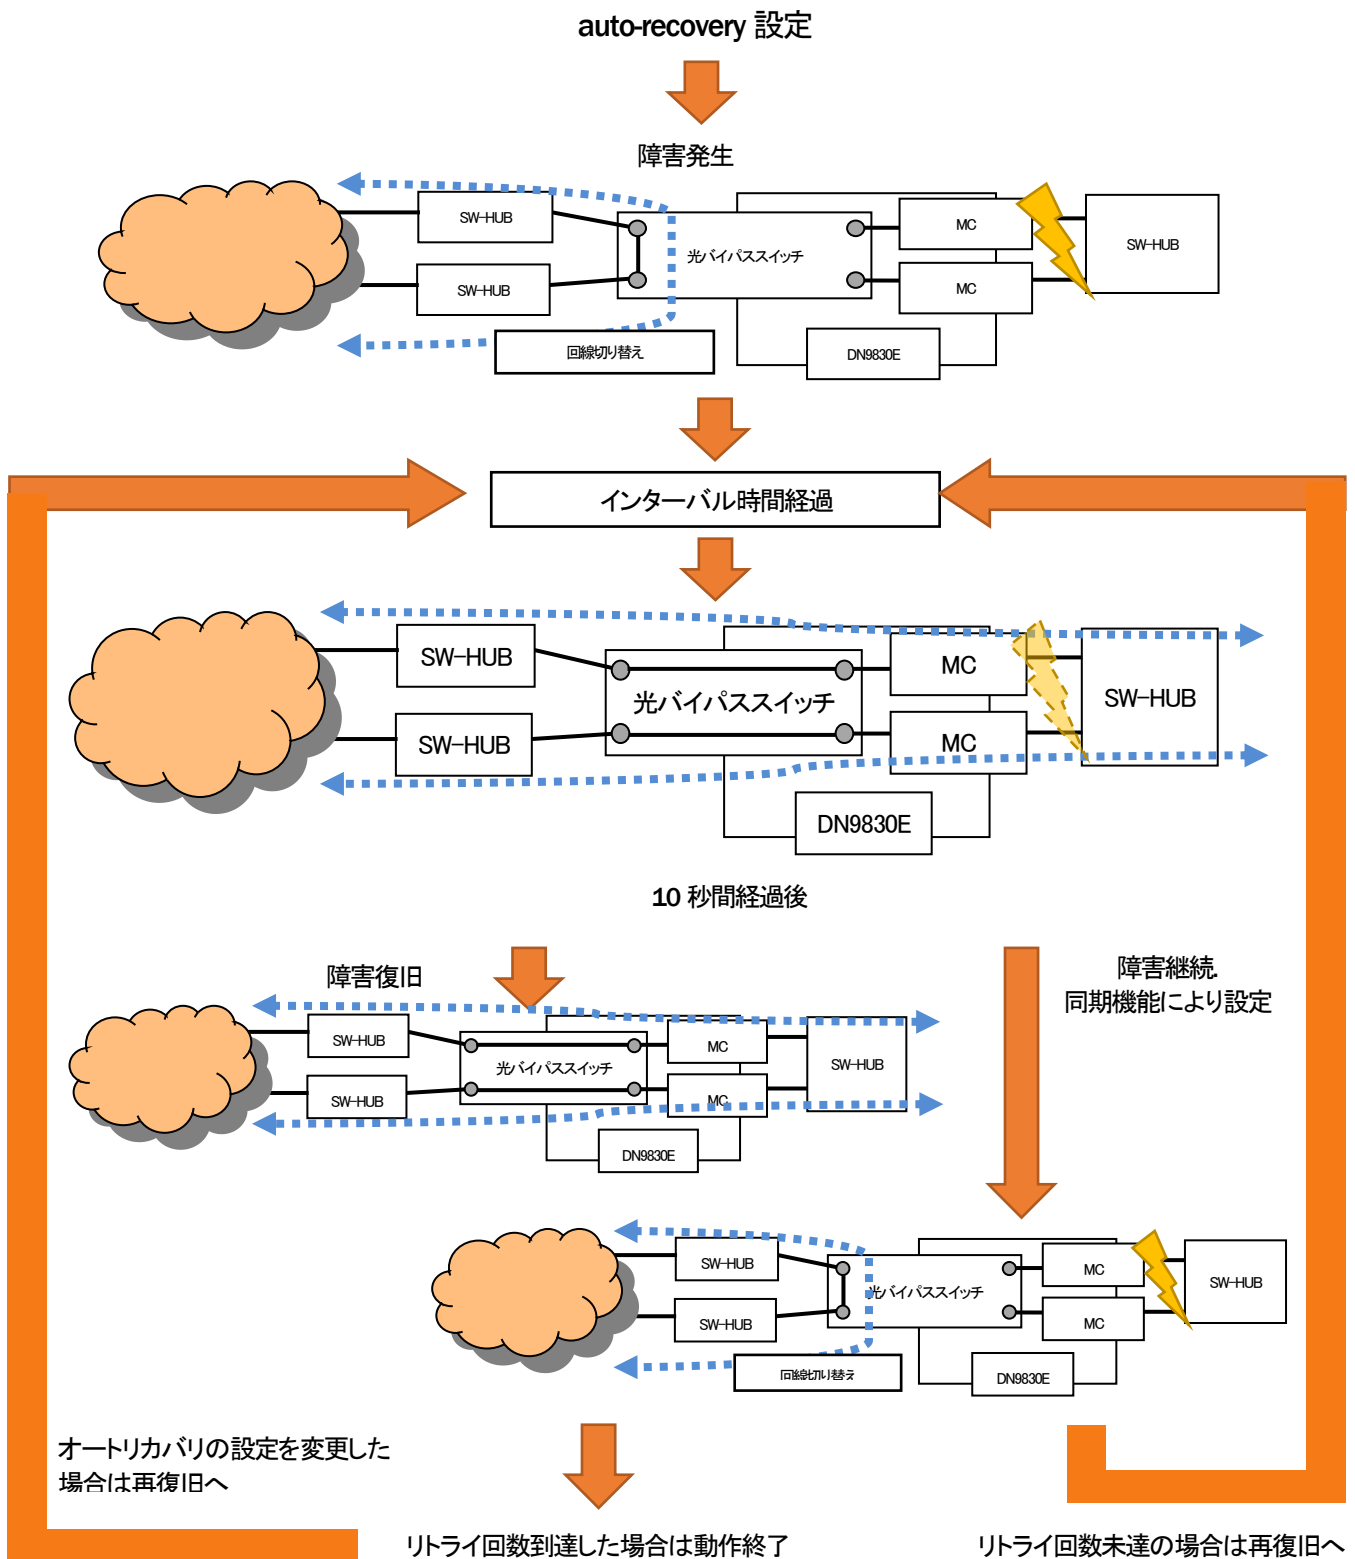 auto-recovery 設定
障害発生
SW-HUB
SW-HUB
光バイパススイッチ
MC
MC
SW-HUB
回線切り替え
DN9830E
インターバル時間経過
SW-HUB
SW-HUB
光バイパススイッチ
MC
MC
SW-HUB
DN9830E
10 秒間経過後
障害復旧
SW-HUB
SW-HUB
光バイパススイッチ
MC
MC
SW-HUB
DN9830E
障害継続.
同期機能により設定
SW-HUB
SW-HUB
光バイパススイッチ
MC
MC
SW-HUB
回線切り替え
DN9830E
オートリカバリの設定を変更した
場合は再復旧へ
リトライ回数到達した場合は動作終了
リトライ回数未達の場合は再復旧へ